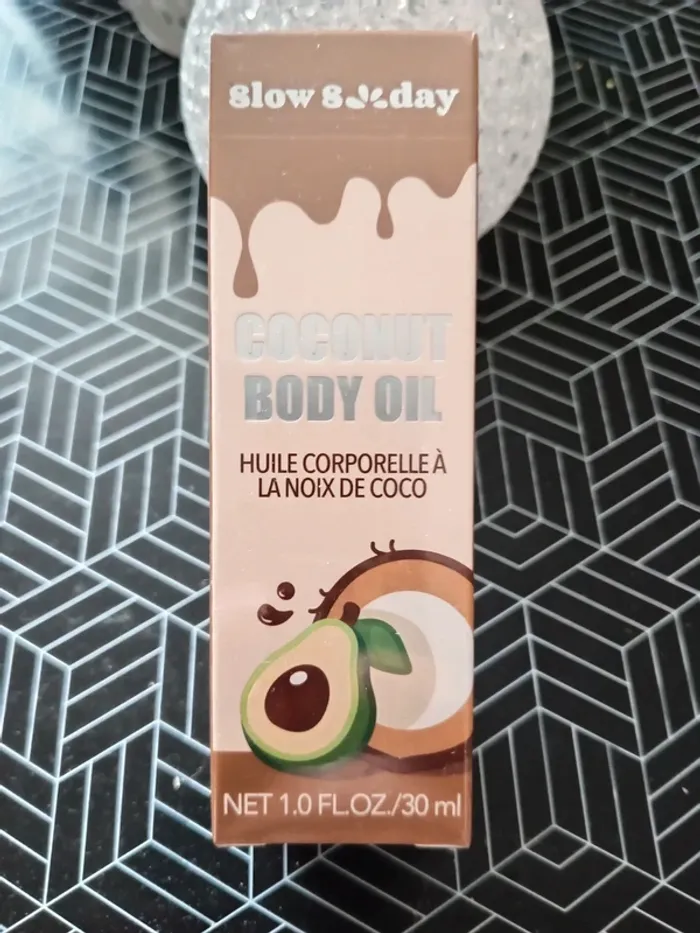 Slow Sunday
COCONUT
BODY OIL
HUILE CORPORELLE À
LA NOIX DE COCO
NET 1.0 FL.OZ./30 ml